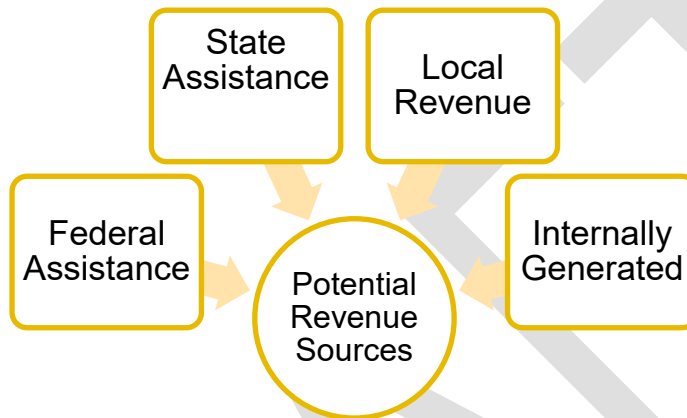 State
Assistance
Local
Revenue
Federal
Assistance
Internally
Generated
Potential
Revenue
Sources